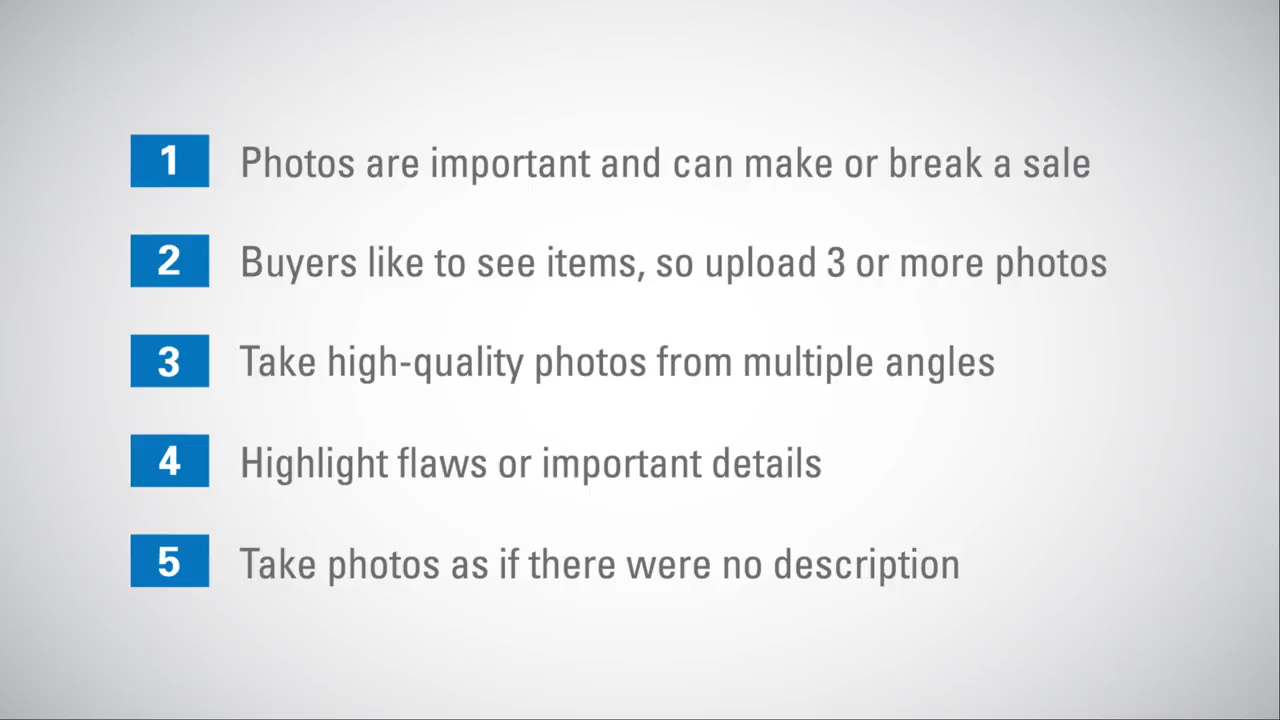 1 Photos are important and can make or break a sale
2 Buyers like to see items, so upload 3 or more photos
3 Take high-quality photos from multiple angles
4 Highlight flaws or important details
5 Take photos as if there were no description